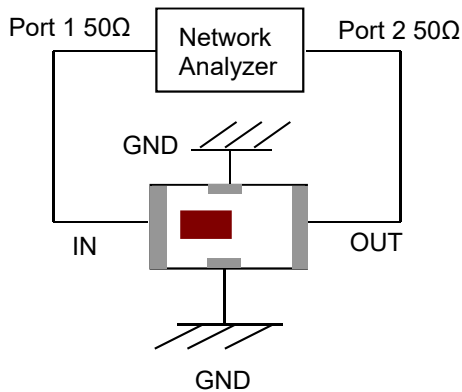 Port 1 50Ω
Network
Analyzer
Port 2 50Ω
GND
IN
OUT
GND